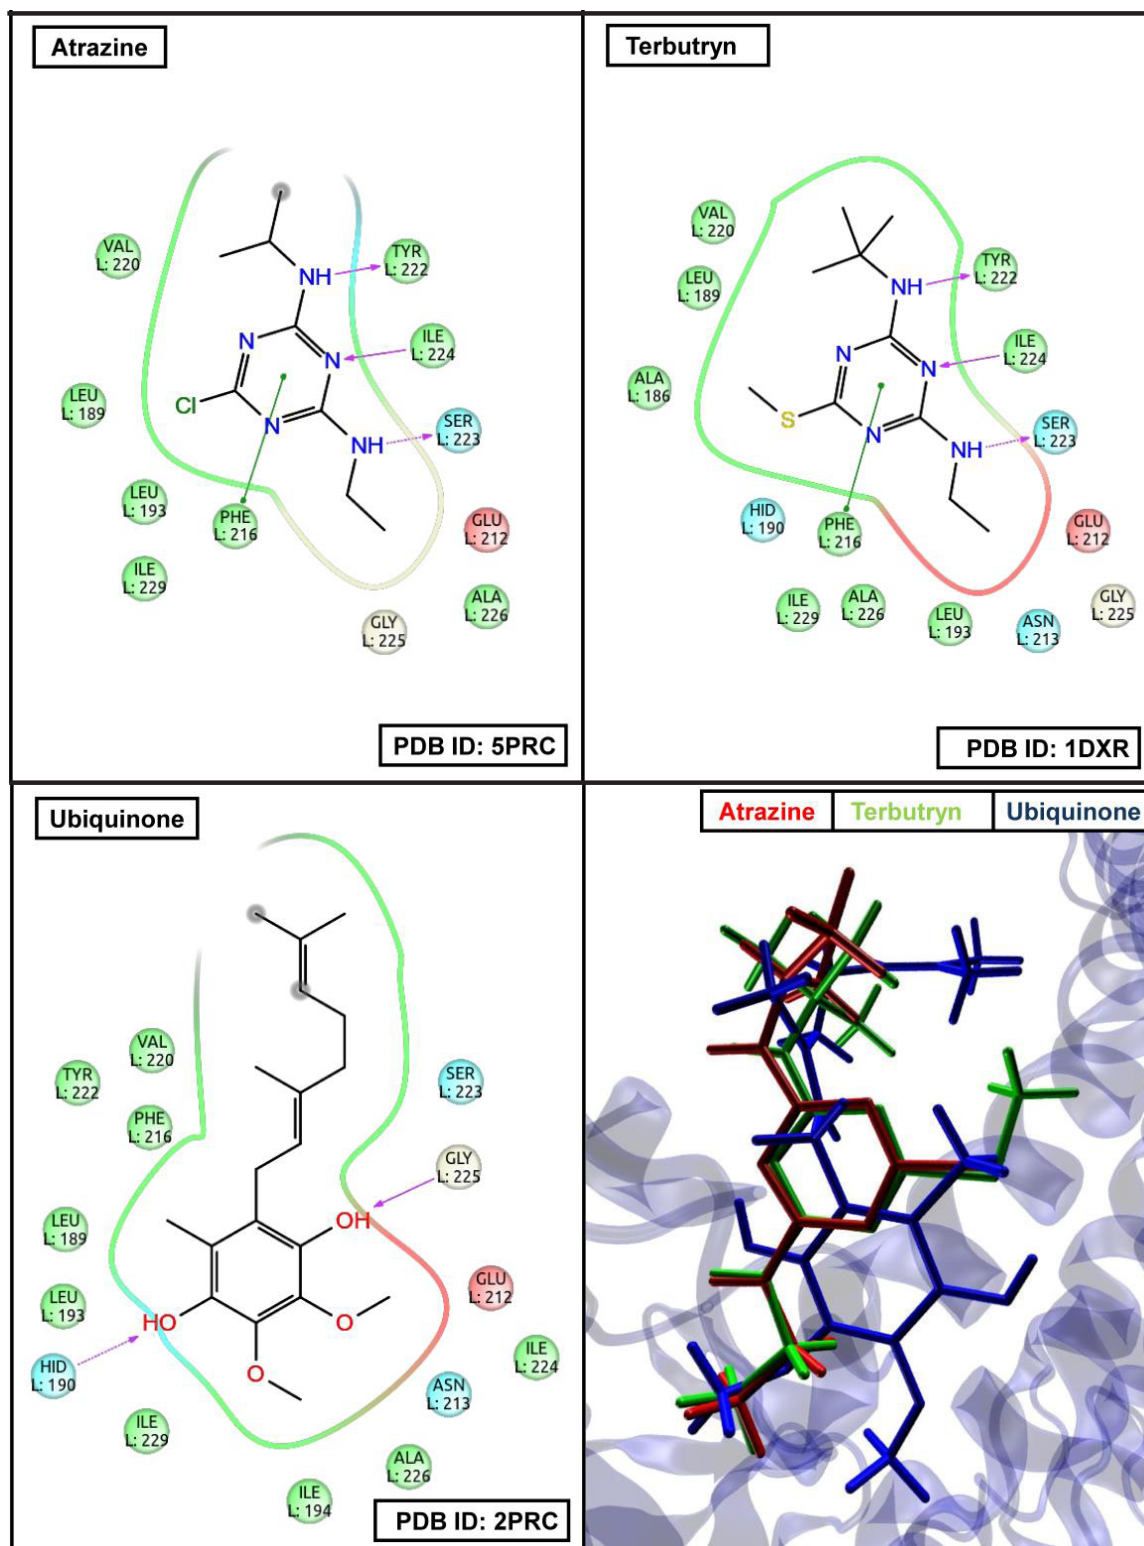 Atrazine
VAL
L: 220
TYR
L: 222
NH
N
N
ILE
L: 224
LEU
L: 189
Cl
N
NH
SER
L: 223
LEU
L: 193
PHE
L: 216
GLU
L: 212
ILE
L: 229
ALA
L: 226
GLY
L: 225
PDB ID: 5PRC
Terbutryn
VAL
L: 220
TYR
L: 222
LEU
L: 189
NH
N
N
ILE
L: 224
ALA
L: 186
S
N
NH
SER
L: 223
HID
L: 190
PHE
L: 216
GLU
L: 212
ILE
L: 229
ALA
L: 226
LEU
L: 193
ASN
L: 213
GLY
L: 225
PDB ID: 1DXR
Ubiquinone
VAL
L: 220
TYR
L: 222
PHE
L: 216
SER
L: 223
GLY
L: 225
LEU
L: 189
OH
LEU
L: 193
HO
O
GLU
L: 212
HID
L: 190
O
ILE
L: 224
ASN
L: 213
ILE
L: 229
ALA
L: 226
ILE
L: 194
PDB ID: 2PRC
Atrazine Terbutryn Ubiquinone